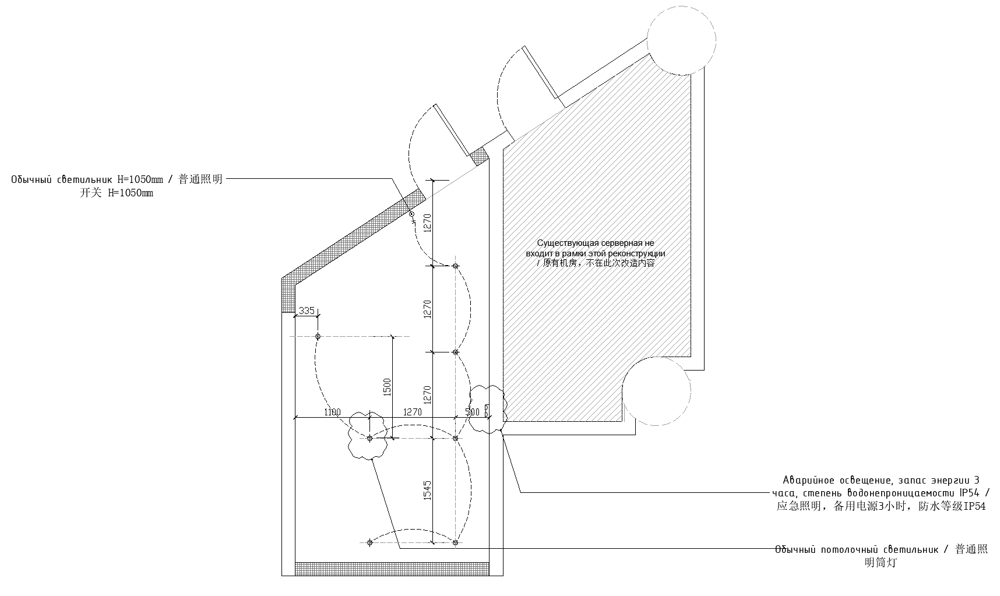 Обычный светильник H=1050mm / 普通照明
开关 H=1050mm
1270
Существующая серверная не
входит в рамки этой реконструкции
/ 原有机房，不在此次改造内容
335
1270
1500
1270
1100
1270
500
1545
Аварийное освещение, запас энергии 3
часа, степень водонепроницаемости IP54 /
应急照明，备用电源3小时，防水等级IP54
Обычный потолочный светильник / 普通照
明筒灯